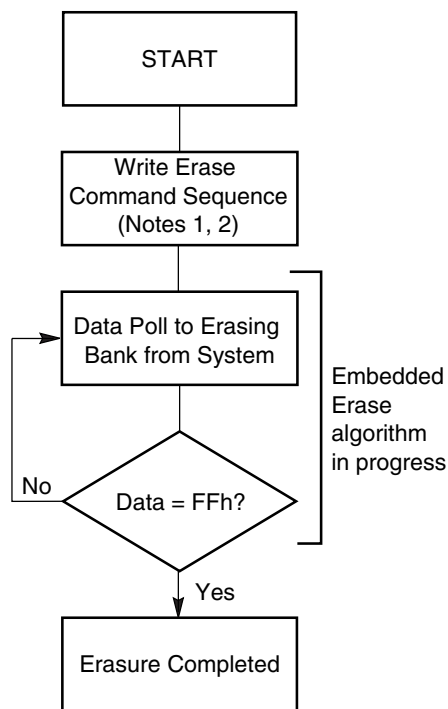 START
Write Erase
Command Sequence
(Notes 1, 2)
Data Poll to Erasing
Bank from System
Embedded
Erase
algorithm
in progress
Data = FFh?
No
Yes
Erasure Completed